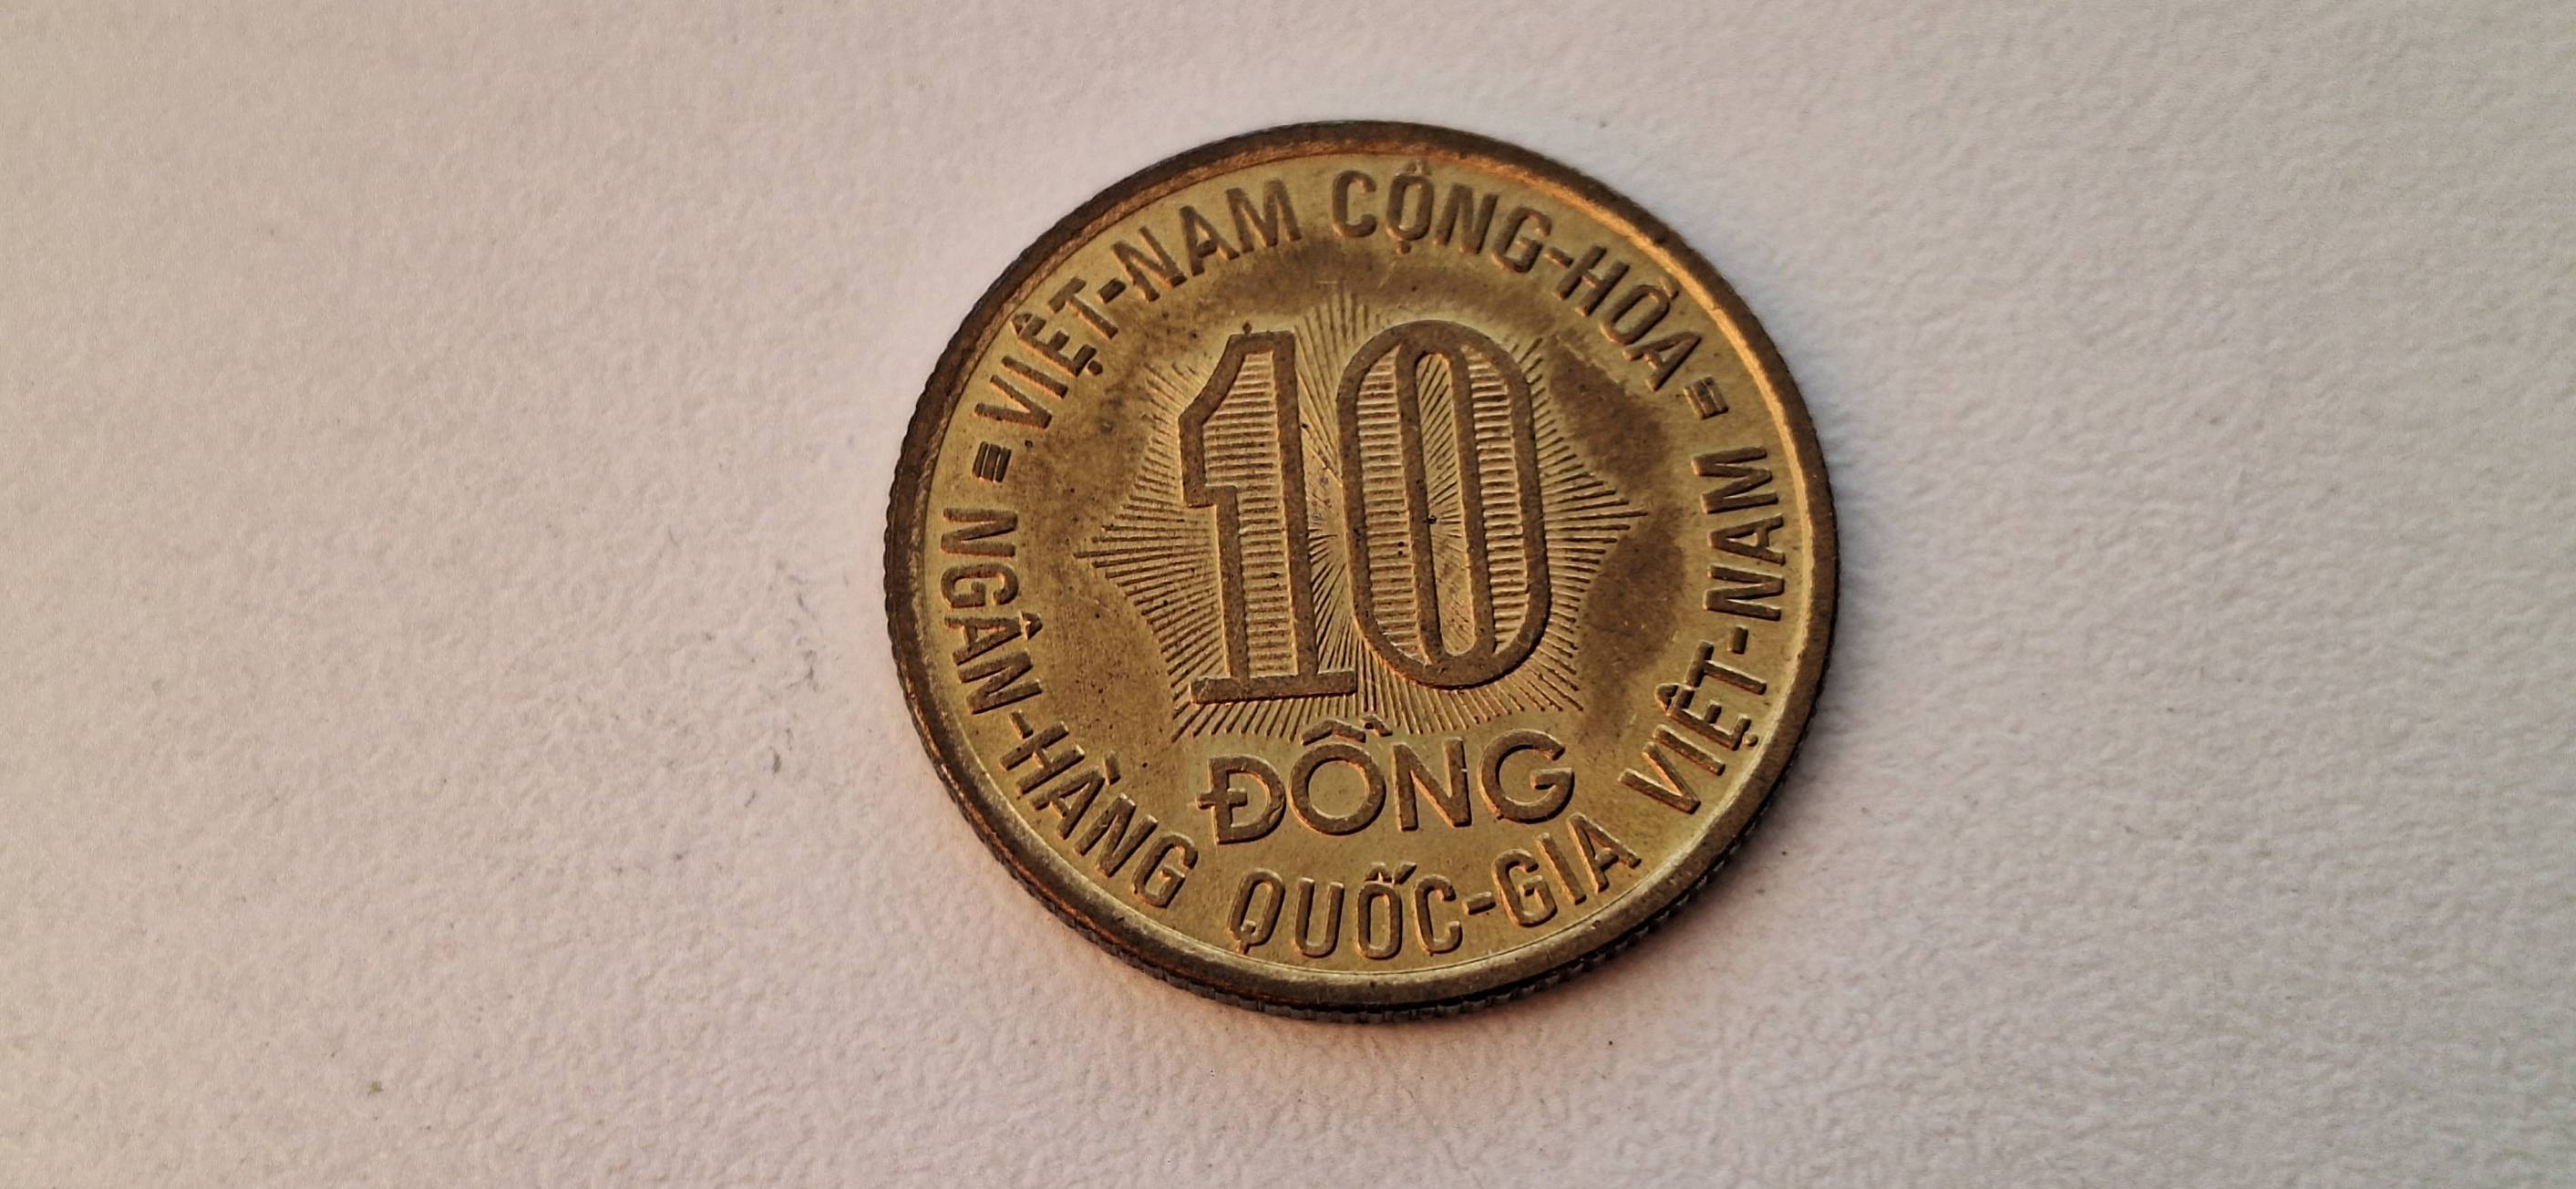 = VIỆT-NAM CỘNG-HÒA =
10
ĐỒNG
NGÂN-HÀNG QUỐC-GIA VIỆT-NAM